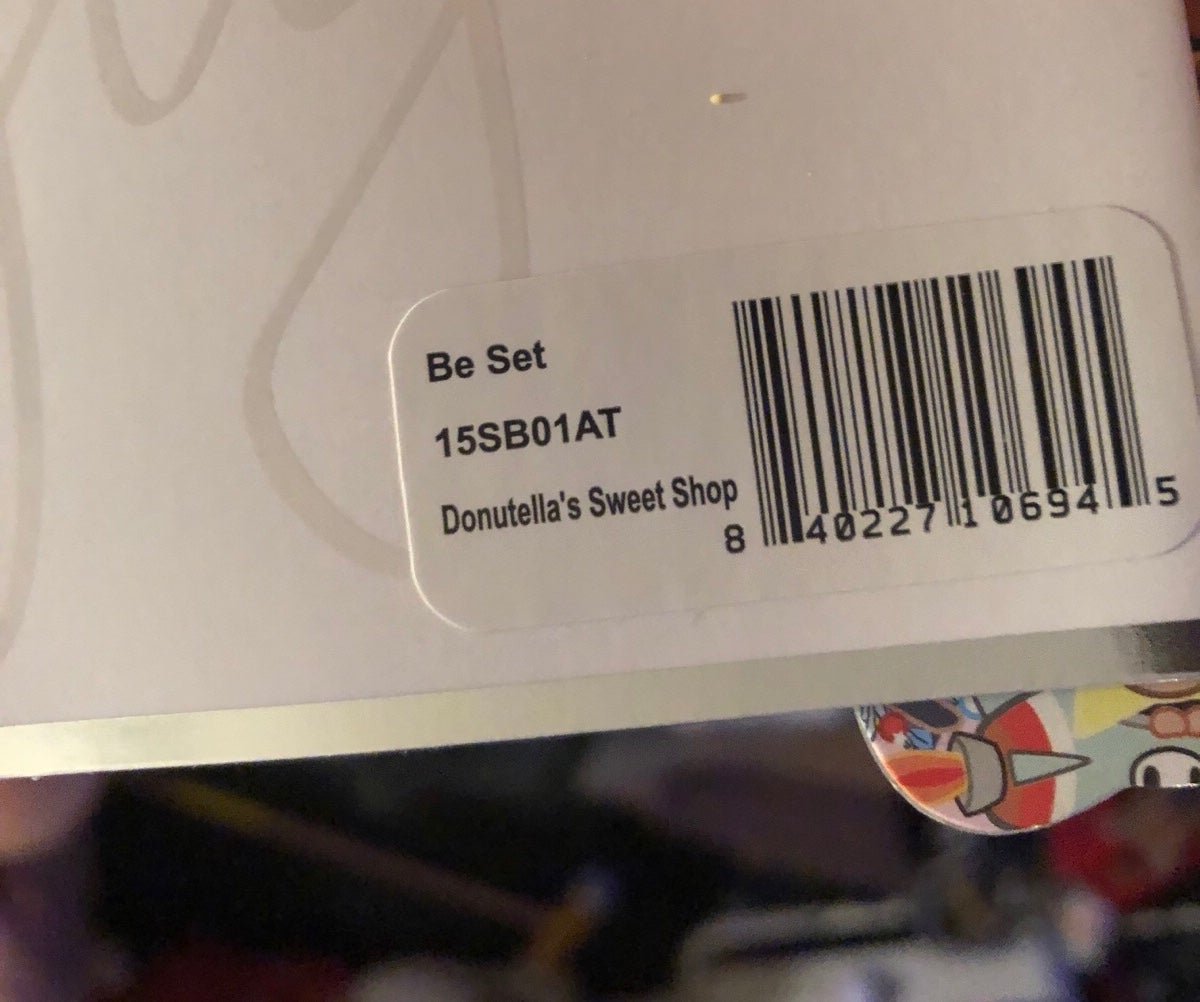 Be Set
15SB01AT
Donutella's Sweet Shop
8 40227 10694 5